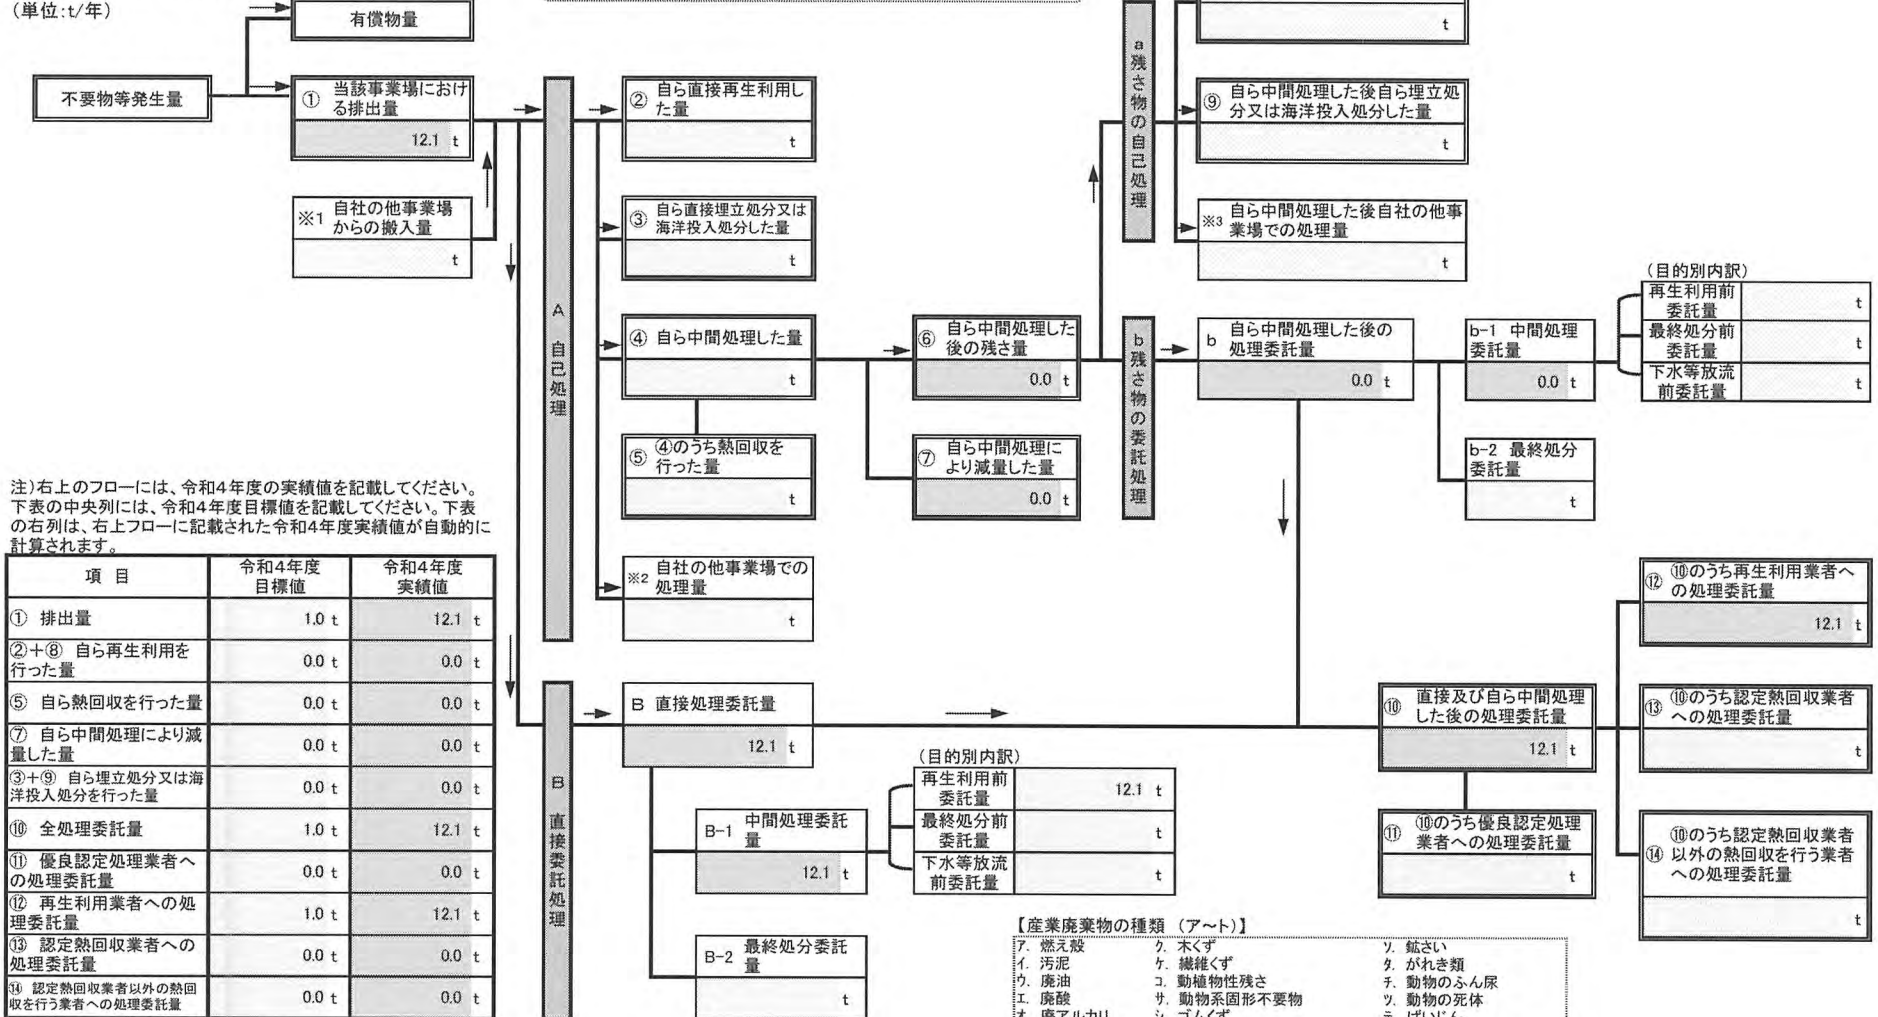 (単位:t/年)
有償物量
t
a 残さ物の自己処理
不要物等発生量
① 当該事業場におけ
る排出量
12.1 t
② 自ら直接再生利用し
た量
t
⑨ 自ら中間処理した後自ら埋立処
分又は海洋投入処分した量
t
※1 自社の他事業場
からの搬入量
t
③ 自ら直接埋立処分又は
海洋投入処分した量
t
※3 自ら中間処理した後自社の他事
業場での処理量
t
A 自己処理
④ 自ら中間処理した量
t
⑥ 自ら中間処理した
後の残さ量
0.0 t
b 残さ物の委託処理
b 自ら中間処理した後の
処理委託量
0.0 t
b-1 中間処理
委託量
0.0 t
(目的別内訳)
再生利用前
委託量 t
最終処分前
委託量 t
下水等放流
前委託量 t
⑤ ④のうち熱回収を
行った量
t
⑦ 自ら中間処理に
より減量した量
0.0 t
b-2 最終処分
委託量
t
注)右上のフローには、令和4年度の実績値を記載してください。
下表の中央列には、令和4年度目標値を記載してください。下表
の右列は、右上フローに記載された令和4年度実績値が自動的に
計算されます。
※2 自社の他事業場での
処理量
t
項 目 令和4年度
目標値 令和4年度
実績値
① 排出量 1.0 t 12.1 t
②+⑧ 自ら再生利用を
行った量 0.0 t 0.0 t
⑤ 自ら熱回収を行った量 0.0 t 0.0 t
⑦ 自ら中間処理により減
量した量 0.0 t 0.0 t
③+⑨ 自ら埋立処分又は海
洋投入処分を行った量 0.0 t 0.0 t
⑩ 全処理委託量 1.0 t 12.1 t
⑪ 優良認定処理業者へ
の処理委託量 0.0 t 0.0 t
⑫ 再生利用業者への処
理委託量 1.0 t 12.1 t
⑬ 認定熱回収業者への
処理委託量 0.0 t 0.0 t
⑭ 認定熱回収業者以外の熱回
収を行う業者への処理委託量 0.0 t 0.0 t
B 直接委託処理
B 直接処理委託量
12.1 t
B-1 中間処理委託
量
12.1 t
(目的別内訳)
再生利用前
委託量 12.1 t
最終処分前
委託量 t
下水等放流
前委託量 t
B-2 最終処分委託
量
t
⑩ 直接及び自ら中間処理
した後の処理委託量
12.1 t
⑪ ⑩のうち優良認定処理
業者への処理委託量
t
⑫ ⑩のうち再生利用業者へ
の処理委託量
12.1 t
⑬ ⑩のうち認定熱回収業者
への処理委託量
t
⑭ ⑩のうち認定熱回収業者
以外の熱回収を行う業者
への処理委託量
t
【産業廃棄物の種類 (ア~ト)】
ア. 燃え殻 ク. 木くず ソ. 鉱さい
イ. 汚泥 ケ. 繊維くず タ. がれき類
ウ. 廃油 コ. 動植物性残さ チ. 動物のふん尿
エ. 廃酸 サ. 動物系固形不要物 ツ. 動物の死体
オ. 廃アルカリ シ. ゴムくず テ. ばいじん